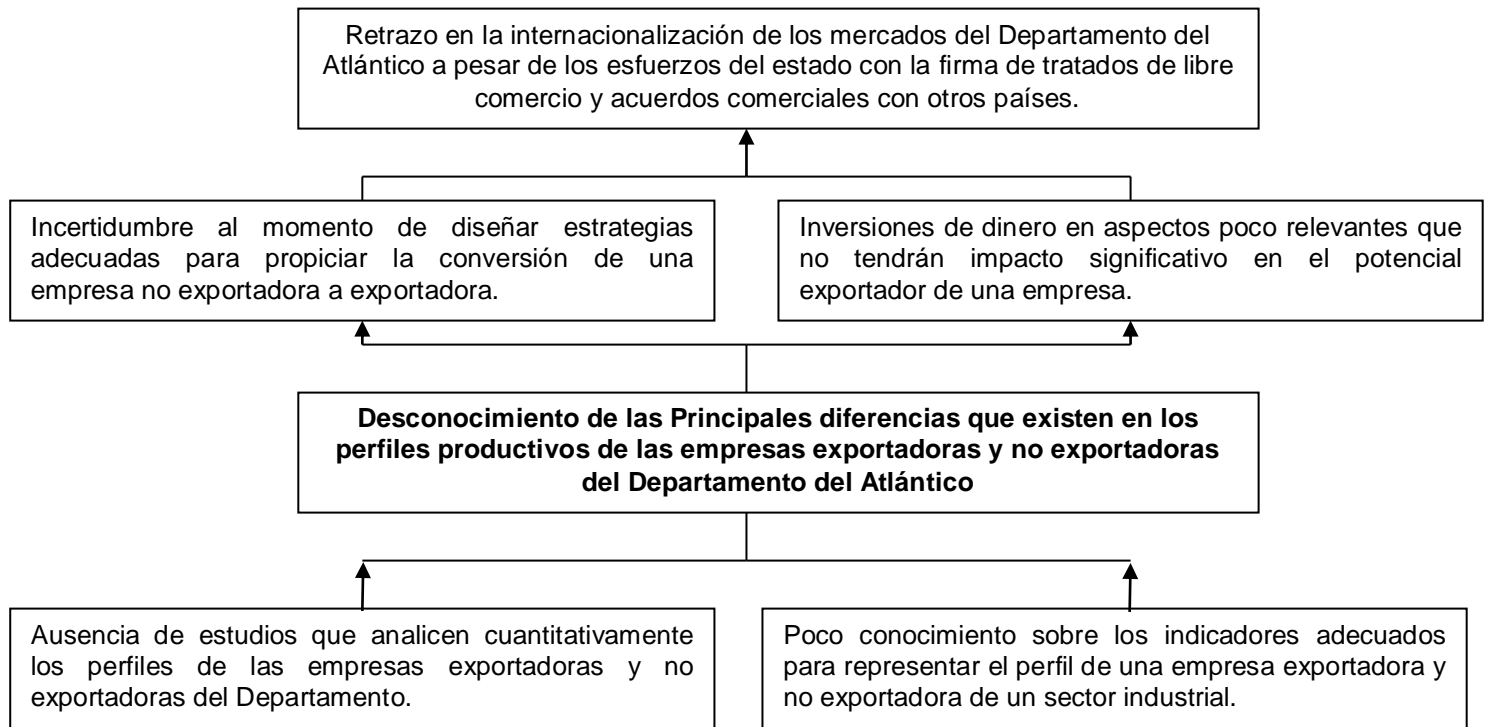 Retrazo en la internacionalización de los mercados del Departamento del
Atlántico a pesar de los esfuerzos del estado con la firma de tratados de libre
comercio y acuerdos comerciales con otros países.
Incertidumbre al momento de diseñar estrategias
adecuadas para propiciar la conversión de una
empresa no exportadora a exportadora.
Inversiones de dinero en aspectos poco relevantes que
no tendrán impacto significativo en el potencial
exportador de una empresa.
Desconocimiento de las Principales diferencias que existen en los
perfiles productivos de las empresas exportadoras y no exportadoras
del Departamento del Atlántico
Ausencia de estudios que analicen cuantitativamente
los perfiles de las empresas exportadoras y no
exportadoras del Departamento.
Poco conocimiento sobre los indicadores adecuados
para representar el perfil de una empresa exportadora y
no exportadora de un sector industrial.